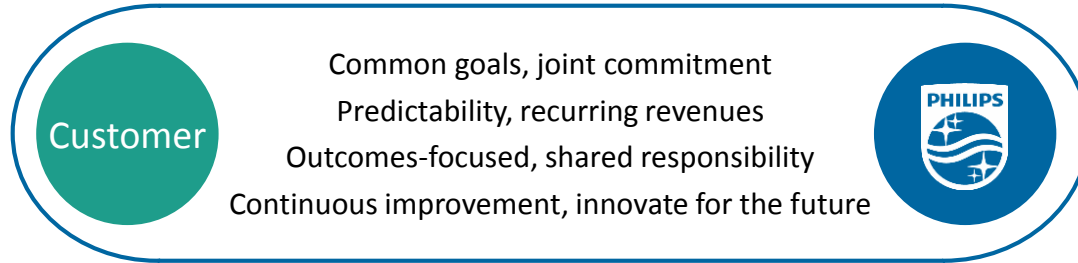 Common goals, joint commitment
Predictability, recurring revenues
Customer
Outcomes-focused, shared responsibility
Continuous improvement, innovate for the future
PHILIPS